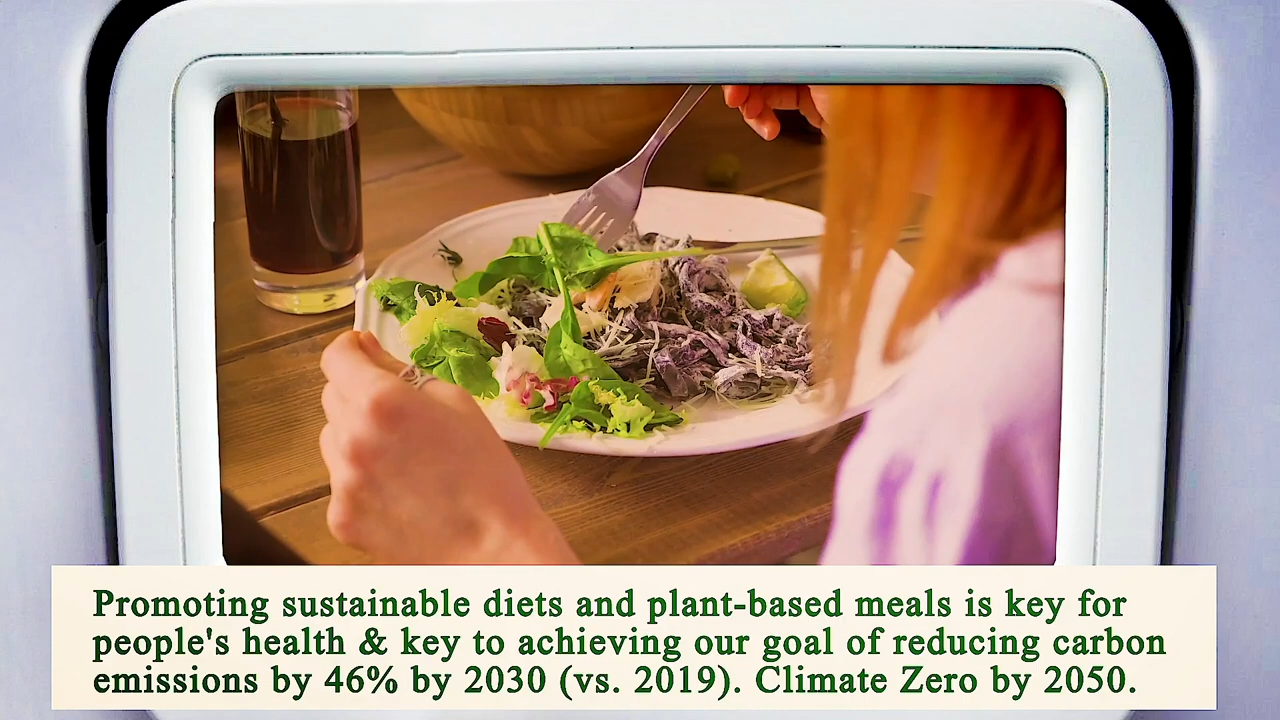 Promoting sustainable diets and plant-based meals is key for
people's health & key to achieving our goal of reducing carbon
emissions by 46% by 2030 (vs. 2019). Climate Zero by 2050.